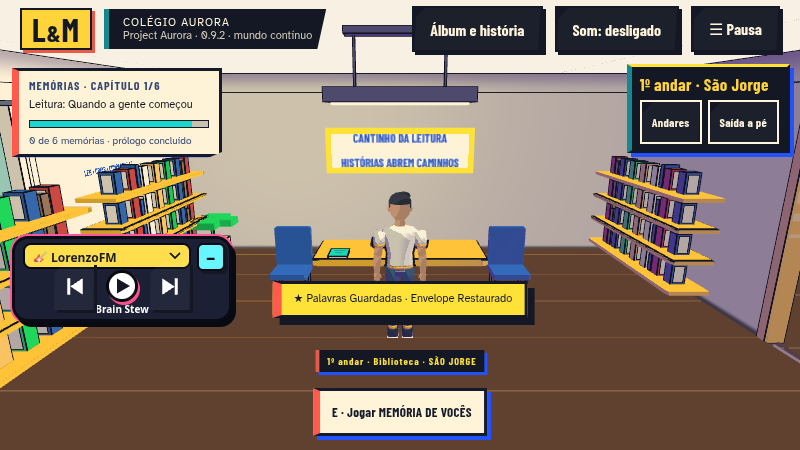 L&M
COLÉGIO AURORA
Project Aurora · 0.9.2 · mundo contínuo
Álbum e história
Som: desligado
☰ Pausa
MEMÓRIAS · CAPÍTULO 1/6
Leitura: Quando a gente começou
0 de 6 memórias · prólogo concluído
1º andar · São Jorge
Andares
Saída a pé
CANTINHO DA LEITURA
HISTÓRIAS ABREM CAMINHOS
LorenzoFM
Brain Stew
★ Palavras Guardadas · Envelope Restaurado
1º andar · Biblioteca · SÃO JORGE
E · Jogar MEMÓRIA DE VOCÊS